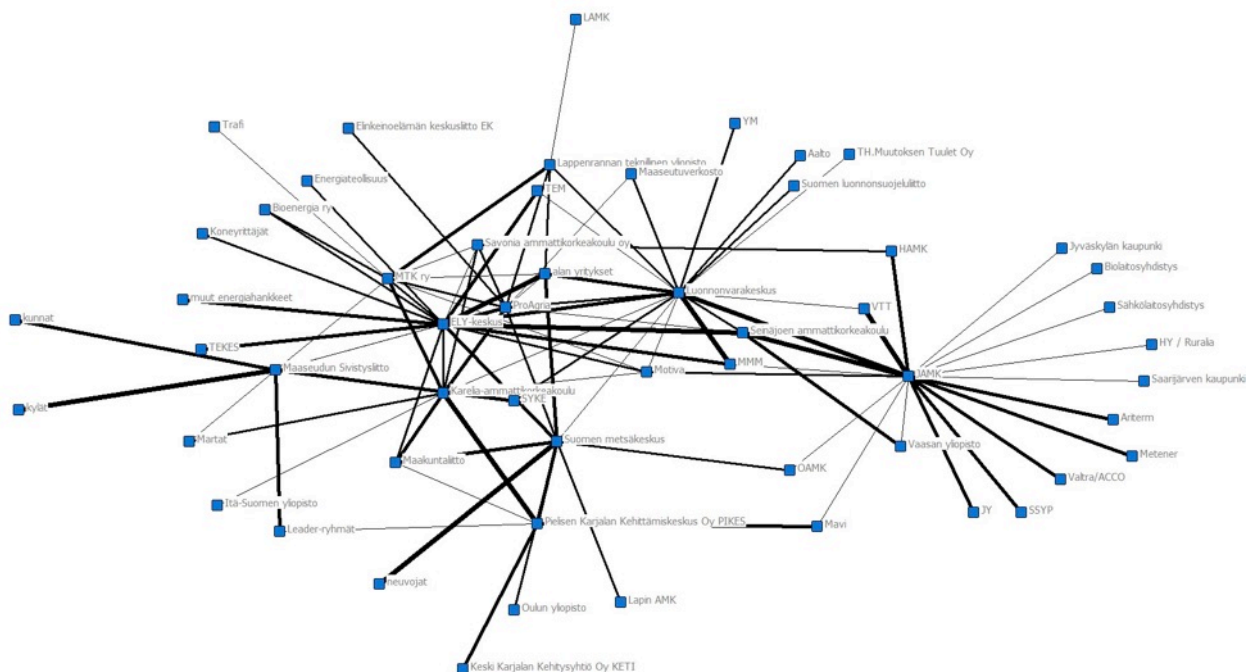 LAMK
Trafi
Elinkeinoelämän keskusliitto EK
YM
Aalto
TH.Muutoksen Tuulet Oy
Lappenrannan teknillinen yliopisto
Maaseutuverkosto
Energiateollisuus
TEM
Suomen luonnonsuojeluliitto
Bioenergia ry
Koneyrittäjät
Savonia ammattikorkeakoulu oy
HAMK
Jyväskylän kaupunki
Biolaitosyhdistys
MTK ry
alan yritykset
Luonnonvarakeskus
muut energiahankkeet
ProAgria
VTT
Sähkölaitosyhdistys
kunnat
ELY-keskus
Seinäjoen ammattikorkeakoulu
HY / Ruralia
TEKES
Maaseudun Sivistysliitto
MMM
Motiva
JAMK
Saarijärven kaupunki
Karelia-ammattikorkeakoulu
SYKE
kylät
Ariterm
Martat
Suomen metsäkeskus
Vaasan yliopisto
Metener
Maakuntaliitto
OAMK
Valtra/ACCO
Itä-Suomen yliopisto
JY
SSYP
Leader-ryhmät
Pielisen Karjalan Kehittämiskeskus Oy PIKES
Mavi
neuvojat
Oulun yliopisto
Lapin AMK
Keski Karjalan Kehitysyhtiö Oy KETI